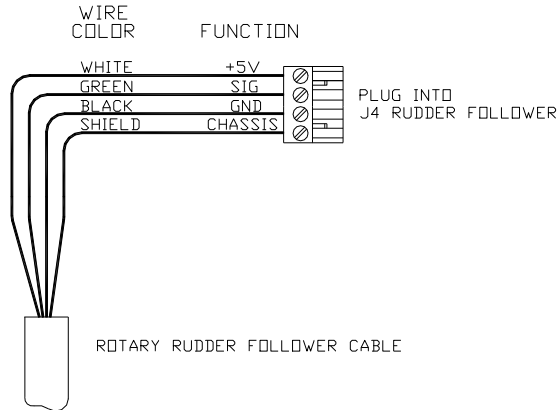 WIRE
COLOR FUNCTION
WHITE +5V
GREEN SIG
BLACK GND
SHIELD CHASSIS
PLUG INTO
J4 RUDDER FOLLOWER
ROTARY RUDDER FOLLOWER CABLE